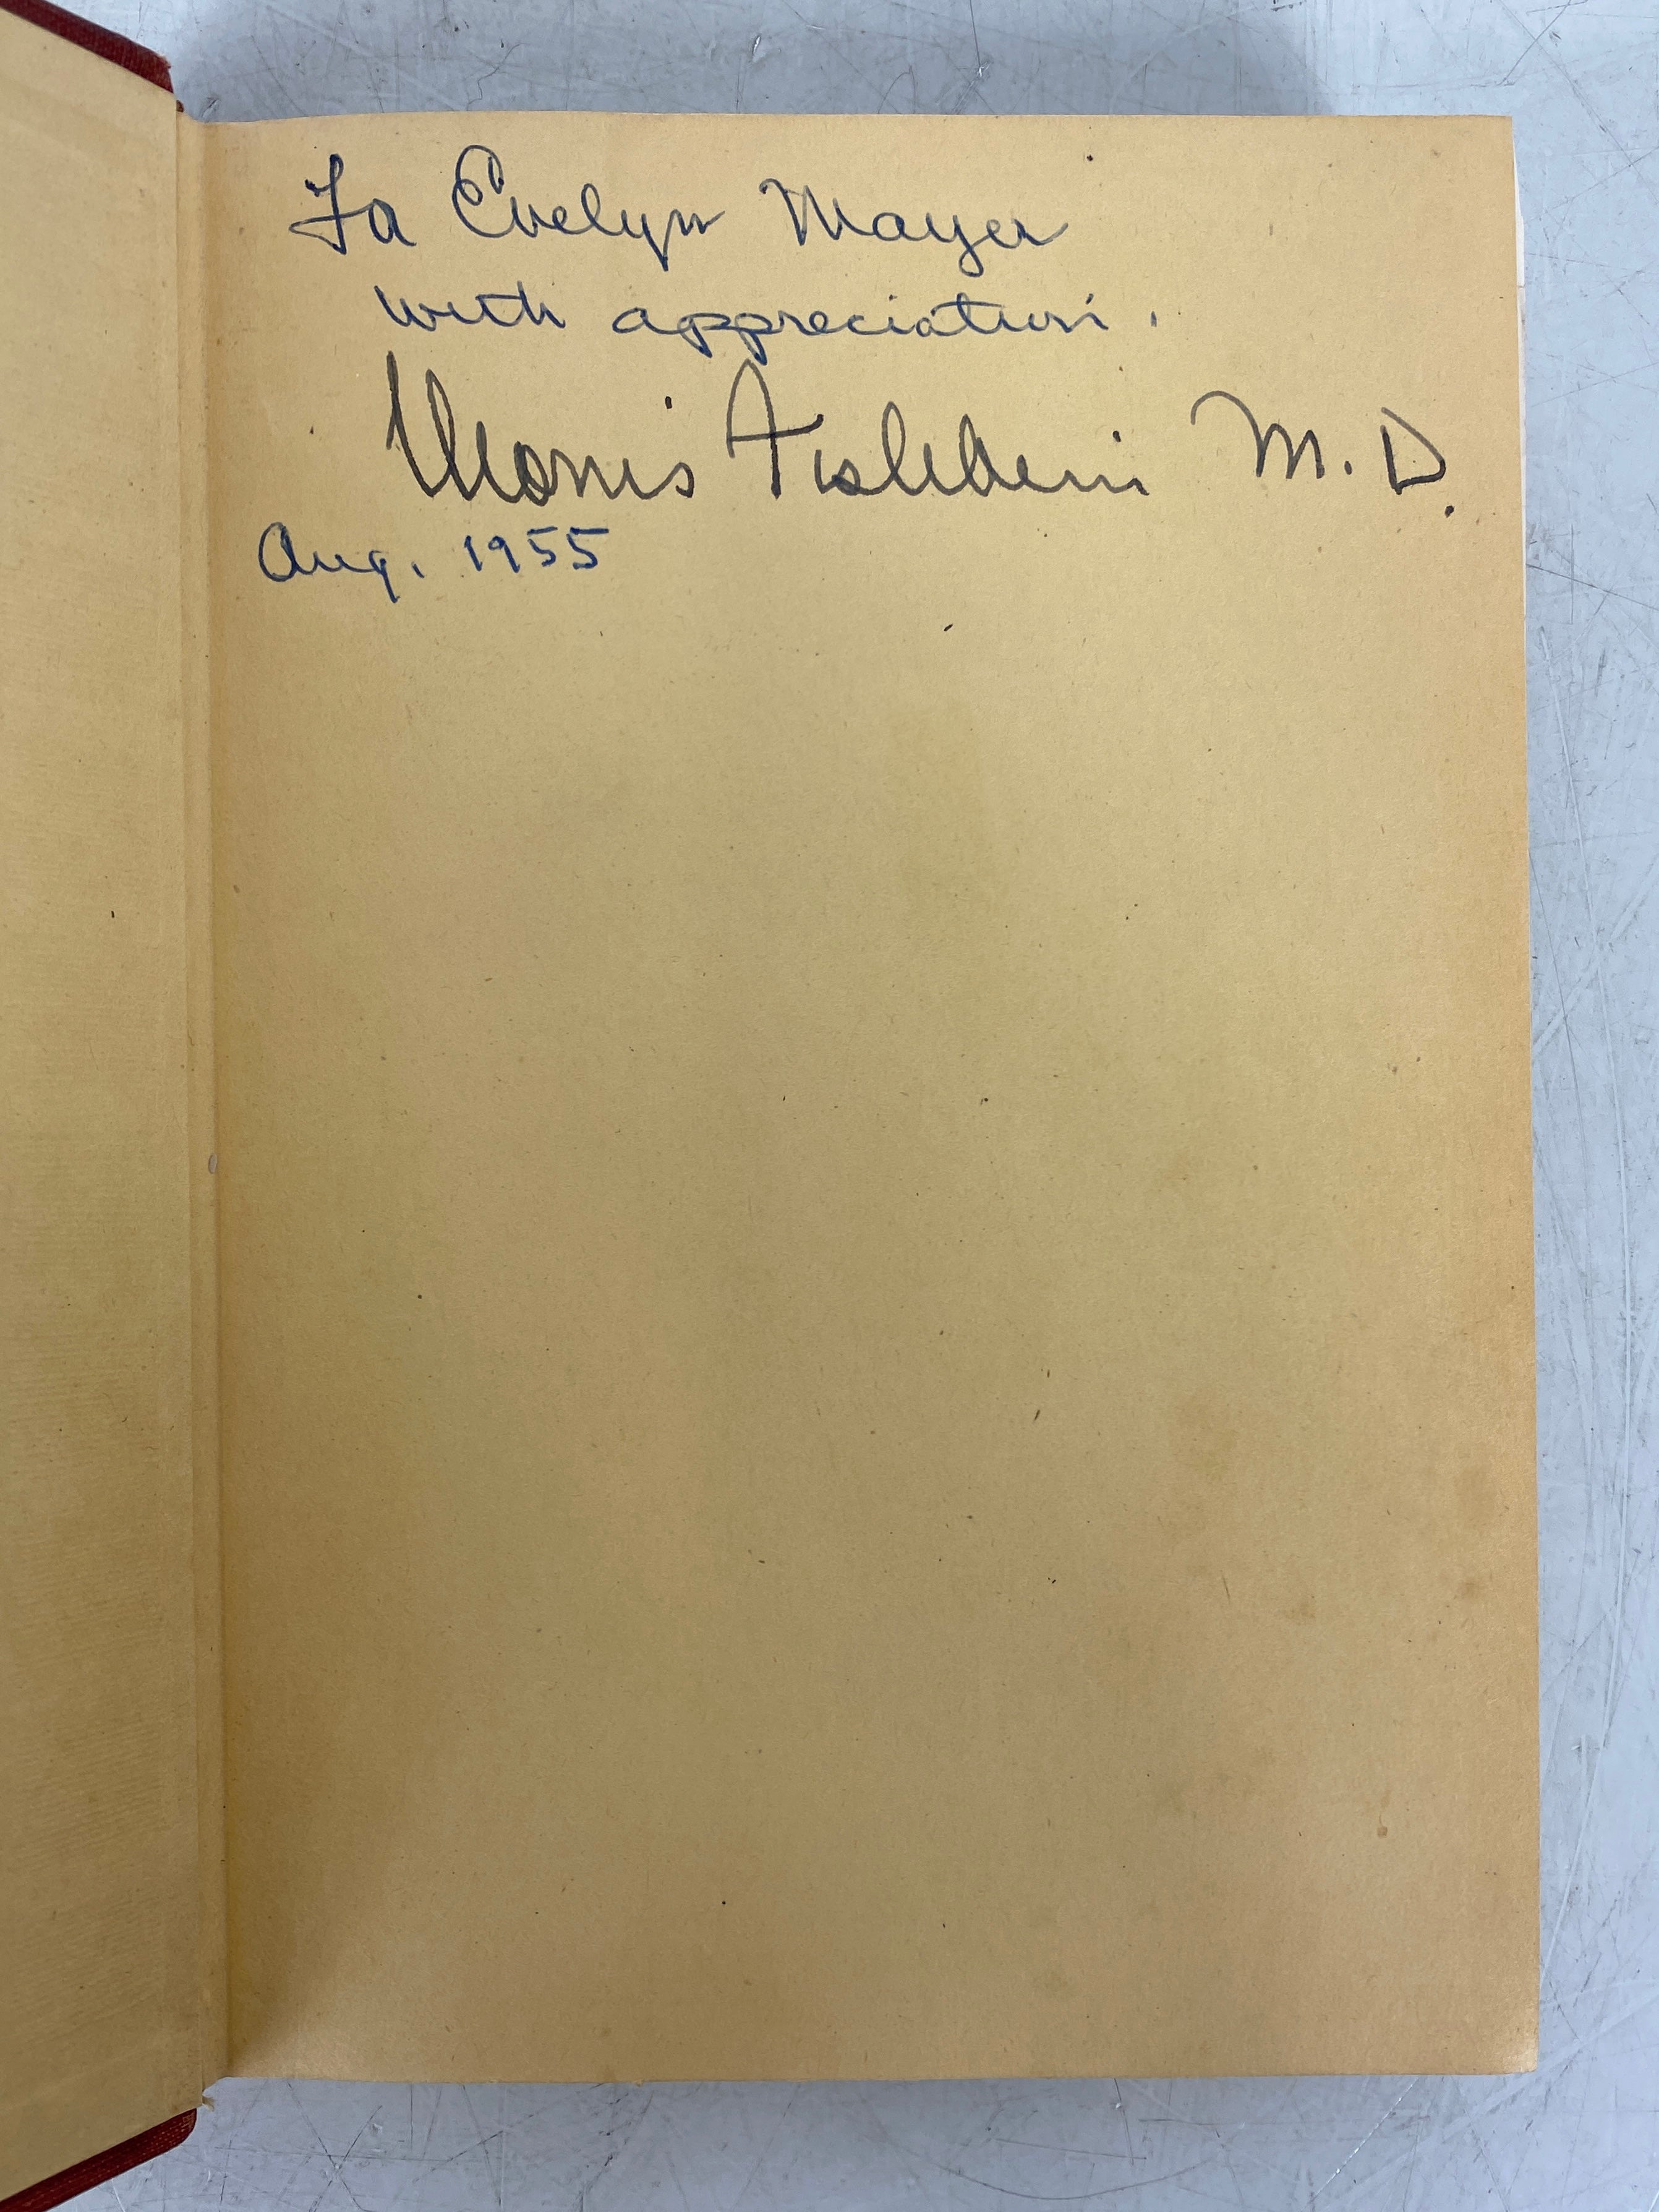 To Evelyn Mayer
with appreciation.
Morris Fishbein M.D.
Aug. 1955